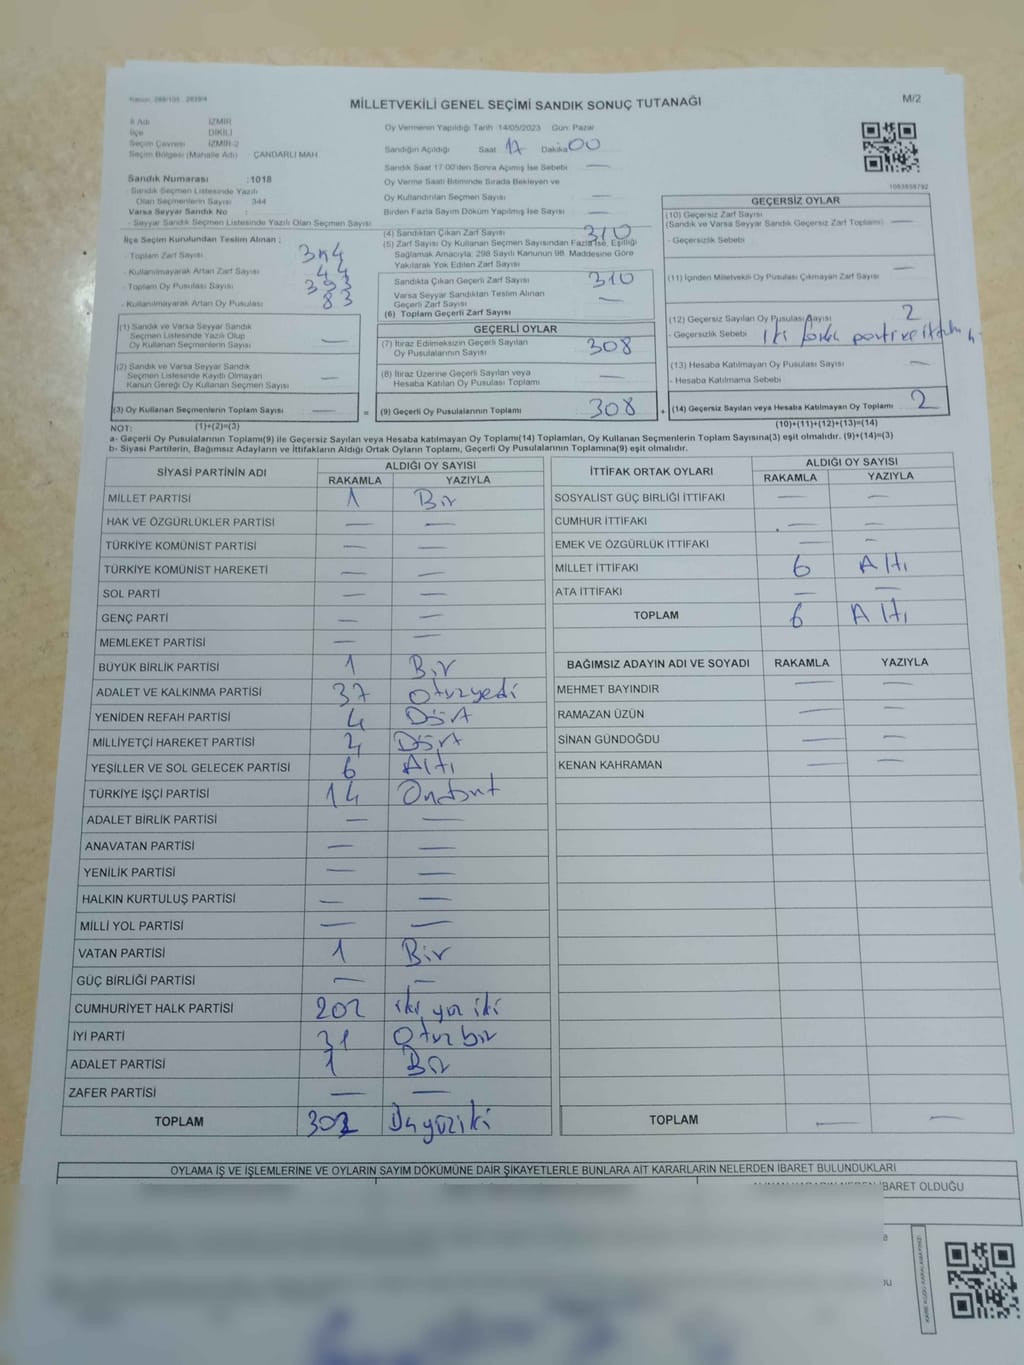 MİLLETVEKİLİ GENEL SEÇİMİ SANDIK SONUÇ TUTANAĞI
M/2
İl Adı İZMİR
İlçe DİKİLİ
Seçim Çevresi İZMİR-2
Seçim Bölgesi (Mahalle Adı) ÇANDARLI MAH
Sandık Numarası :1018
Sandık Seçmen Listesinde Yazılı
Olan Seçmenlerin Sayısı 344
Varsa Seyyar Sandık No :
- Seyyar Sandık Seçmen Listesinde Yazılı Olan Seçmen Sayısı
İlçe Seçim Kurulundan Teslim Alınan :
- Toplam Zarf Sayısı
- Kullanılmayarak Artan Zarf Sayısı 44
- Toplam Oy Pusulası Sayısı 393
- Kullanılmayarak Artan Oy Pusulası 83
(1) Sandık ve Varsa Seyyar Sandık
Seçmen Listesinde Yazılı Olup
Oy Kullanan Seçmenlerin Sayısı —
(2) Sandık ve Varsa Seyyar Sandık
Seçmen Listesinde Kayıtlı Olmayan
Kanun Gereği Oy Kullanan Seçmen Sayısı —
(3) Oy Kullanan Seçmenlerin Toplam Sayısı —
Oy Vermenin Yapıldığı Tarih 14/05/2023 Gün: Pazar
Sandığın Açıldığı Saat 17 Dakika 00
Sandık Saat 17:00'den Sonra Açılmış İse Sebebi —
Oy Verme Saati Bitiminde Sırada Bekleyen ve
Oy Kullandırılan Seçmen Sayısı —
Birden Fazla Sayım Döküm Yapılmış İse Sayısı —
(4) Sandıktan Çıkan Zarf Sayısı 310
(5) Zarf Sayısı Oy Kullanan Seçmen Sayısından Fazla İse, Eşitliği
Sağlamak Amacıyla, 298 Sayılı Kanunun 98. Maddesine Göre
Yakılarak Yok Edilen Zarf Sayısı
Sandıkta Çıkan Geçerli Zarf Sayısı 310
Varsa Seyyar Sandıktan Teslim Alınan
Geçerli Zarf Sayısı —
(6) Toplam Geçerli Zarf Sayısı
GEÇERLİ OYLAR
(7) İtiraz Edilmeksizin Geçerli Sayılan
Oy Pusulalarının Sayısı 308
(8) İtiraz Üzerine Geçerli Sayılan veya
Hesaba Katılan Oy Pusulası Toplamı —
= (9) Geçerli Oy Pusulalarının Toplamı 308
1053858792
GEÇERSİZ OYLAR
(10) Geçersiz Zarf Sayısı
(Sandık ve Varsa Seyyar Sandık Geçersiz Zarf Toplamı) —
- Geçersizlik Sebebi
(11) İçinden Milletvekili Oy Pusulası Çıkmayan Zarf Sayısı —
(12) Geçersiz Sayılan Oy Pusulası Sayısı 2
- Geçersizlik Sebebi
(13) Hesaba Katılmayan Oy Pusulası Sayısı —
- Hesaba Katılmama Sebebi
+ (14) Geçersiz Sayılan veya Hesaba Katılmayan Oy Toplamı 2
NOT: (1)+(2)=(3) (10)+(11)+(12)+(13)=(14)
a- Geçerli Oy Pusulalarının Toplamı(9) ile Geçersiz Sayılan veya Hesaba katılmayan Oy Toplamı(14) Toplamları, Oy Kullanan Seçmenlerin Toplam Sayısına(3) eşit olmalıdır. (9)+(14)=(3)
b- Siyasi Partilerin, Bağımsız Adayların ve İttifakların Aldığı Ortak Oyların Toplamı, Geçerli Oy Pusulalarının Toplamına(9) eşit olmalıdır.
SİYASİ PARTİNİN ADI ALDIĞI OY SAYISI
RAKAMLA YAZIYLA
MİLLET PARTİSİ 1 Bir
HAK VE ÖZGÜRLÜKLER PARTİSİ — —
TÜRKİYE KOMÜNİST PARTİSİ — —
TÜRKİYE KOMÜNİST HAREKETİ — —
SOL PARTİ — —
GENÇ PARTİ — —
MEMLEKET PARTİSİ — —
BÜYÜK BİRLİK PARTİSİ 1 Bir
ADALET VE KALKINMA PARTİSİ 37 Otuzyedi
YENİDEN REFAH PARTİSİ 4 Dört
MİLLİYETÇİ HAREKET PARTİSİ 4 Dört
YEŞİLLER VE SOL GELECEK PARTİSİ 6 Altı
TÜRKİYE İŞÇİ PARTİSİ 14 Ondört
ADALET BİRLİK PARTİSİ — —
ANAVATAN PARTİSİ — —
YENİLİK PARTİSİ — —
HALKIN KURTULUŞ PARTİSİ — —
MİLLİ YOL PARTİSİ — —
VATAN PARTİSİ 1 Bir
GÜÇ BİRLİĞİ PARTİSİ — —
CUMHURİYET HALK PARTİSİ 202 iki yüz iki
İYİ PARTİ 31 Otuz bir
ADALET PARTİSİ 1 Bir
ZAFER PARTİSİ — —
TOPLAM 302
İTTİFAK ORTAK OYLARI ALDIĞI OY SAYISI
RAKAMLA YAZIYLA
SOSYALİST GÜÇ BİRLİĞİ İTTİFAKI — —
CUMHUR İTTİFAKI — —
EMEK VE ÖZGÜRLÜK İTTİFAKI — —
MİLLET İTTİFAKI 6 Altı
ATA İTTİFAKI — —
TOPLAM 6 Altı
BAĞIMSIZ ADAYIN ADI VE SOYADI RAKAMLA YAZIYLA
MEHMET BAYINDIR — —
RAMAZAN ÜZÜN — —
SİNAN GÜNDOĞDU — —
KENAN KAHRAMAN — —
TOPLAM — —
OYLAMA İŞ VE İŞLEMLERİNE VE OYLARIN SAYIM DÖKÜMÜNE DAİR ŞİKAYETLERLE BUNLARA AİT KARARLARIN NELERDEN İBARET BULUNDUKLARI
İBARET OLDUĞU